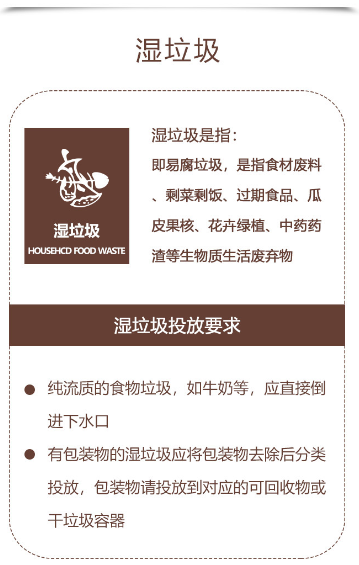 湿垃圾
湿垃圾是指：
即易腐垃圾，是指食材废料
、剩菜剩饭、过期食品、瓜
皮果核、花卉绿植、中药药
渣等生物质生活废弃物
湿垃圾
HOUSEHCD FOOD WASTE
湿垃圾投放要求
● 纯流质的食物垃圾，如牛奶等，应直接倒
进下水口
● 有包装物的湿垃圾应将包装物去除后分类
投放，包装物请投放到对应的可回收物或
干垃圾容器